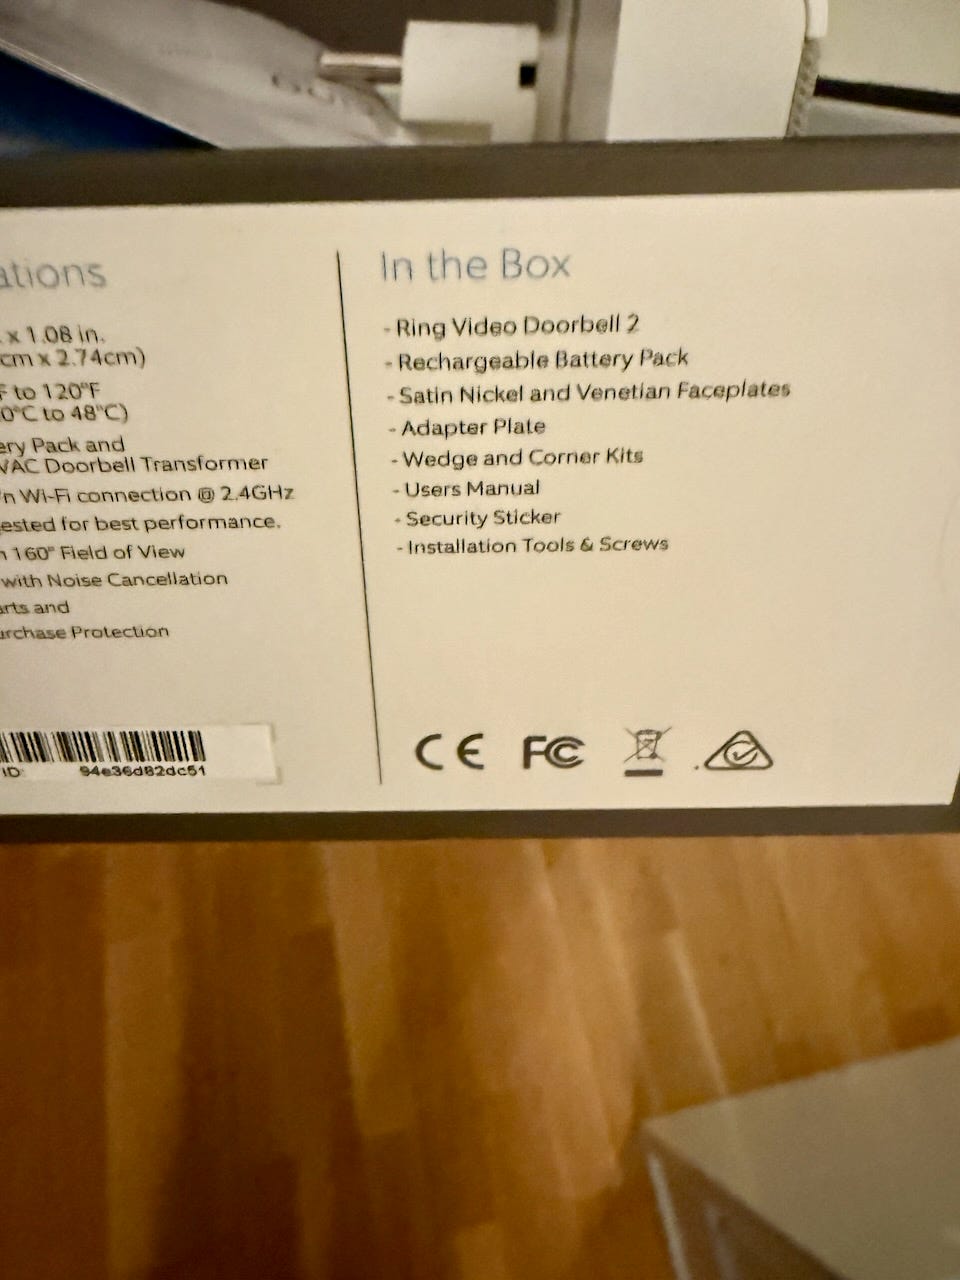 ations
x 1.08 in.
cm x 2.74cm)
F to 120°F
0°C to 48°C)
ery Pack and
VAC Doorbell Transformer
n Wi-Fi connection @ 2.4GHz
ested for best performance.
160° Field of View
with Noise Cancellation
arts and
urchase Protection
ID: 94e36d82dc51
In the Box
- Ring Video Doorbell 2
- Rechargeable Battery Pack
- Satin Nickel and Venetian Faceplates
- Adapter Plate
- Wedge and Corner Kits
- Users Manual
- Security Sticker
- Installation Tools & Screws
CE FC